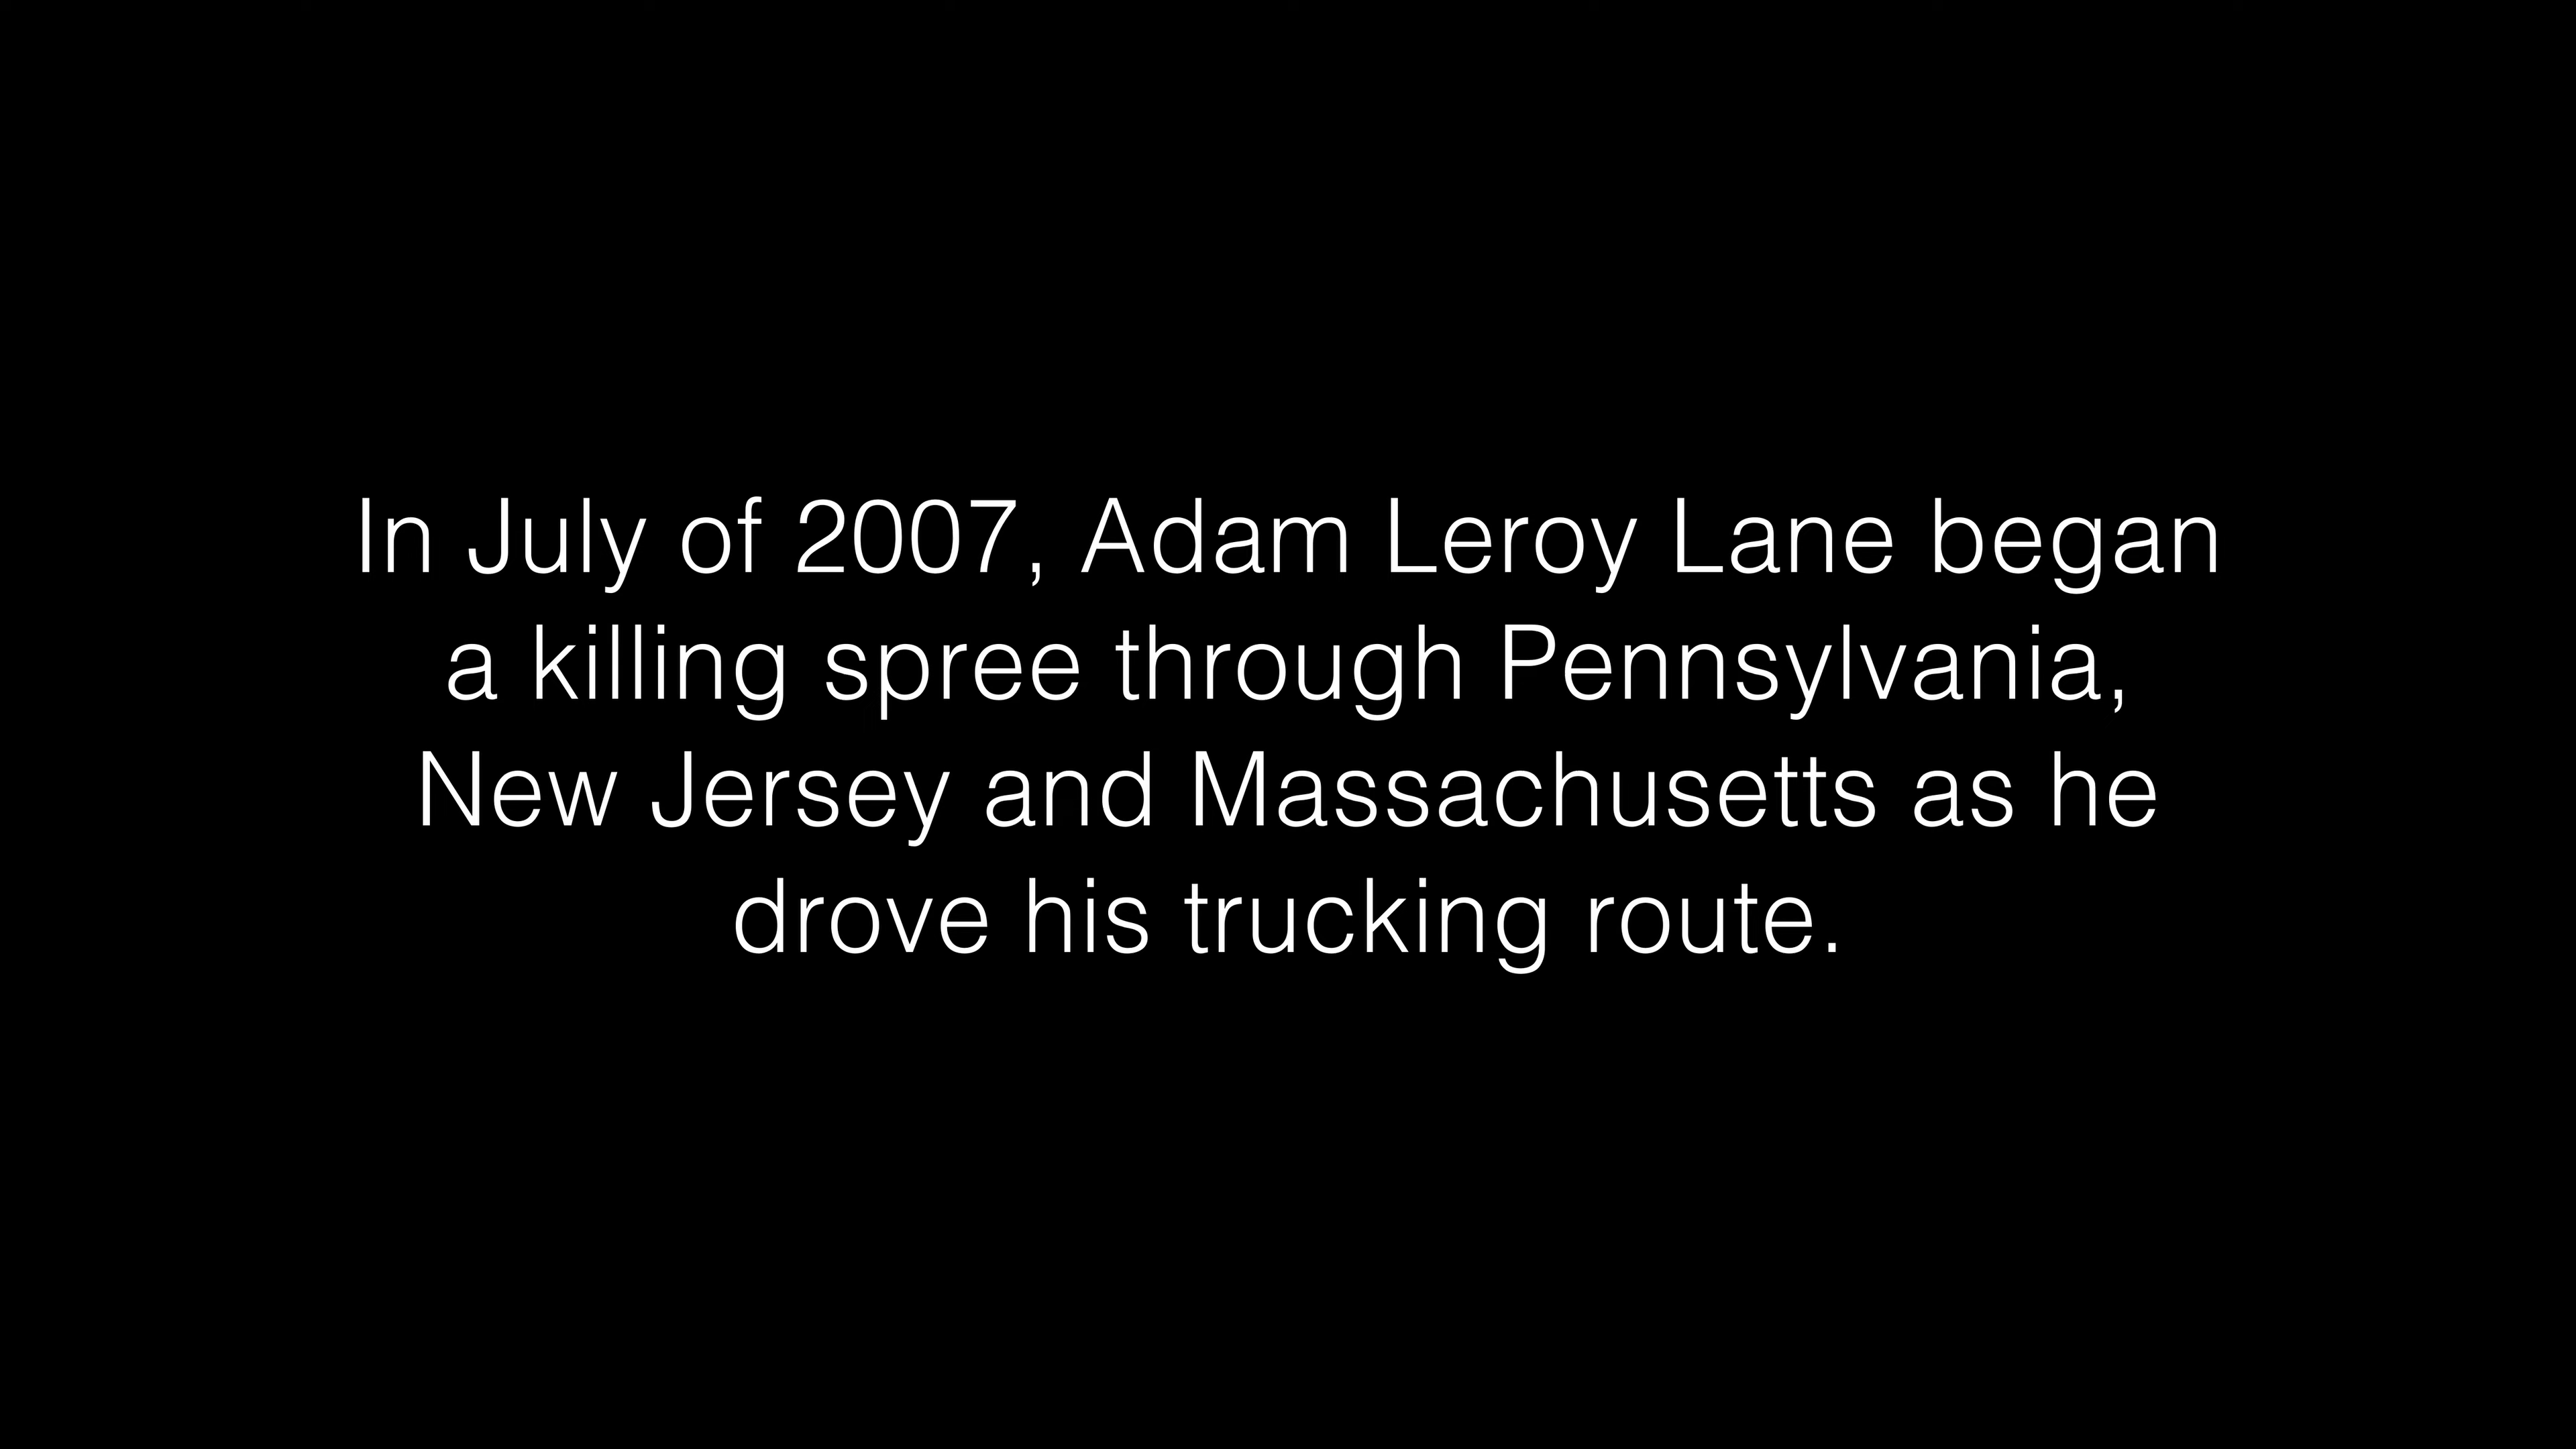 In July of 2007, Adam Leroy Lane began
a killing spree through Pennsylvania,
New Jersey and Massachusetts as he
drove his trucking route.